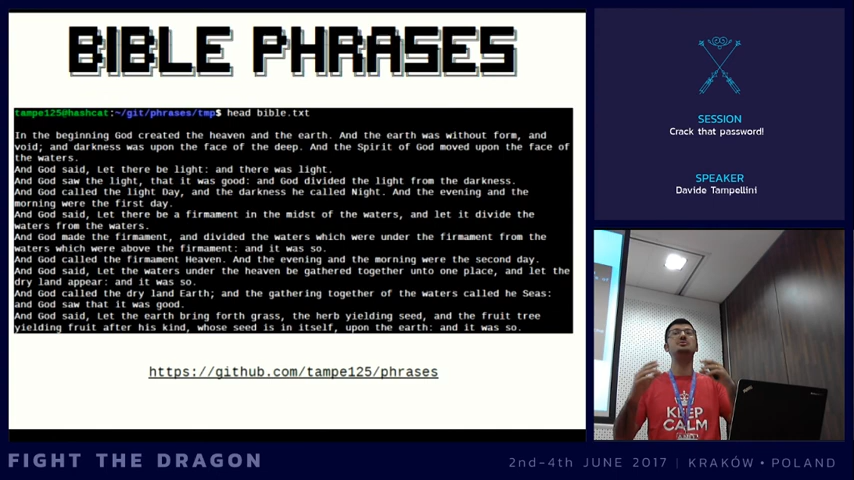 BIBLE PHRASES
tampe125@hashcat:~/git/phrases/tmp$ head bible.txt
In the beginning God created the heaven and the earth. And the earth was without form, and
void; and darkness was upon the face of the deep. And the Spirit of God moved upon the face of
the waters.
And God said, Let there be light: and there was light.
And God saw the light, that it was good: and God divided the light from the darkness.
And God called the light Day, and the darkness he called Night. And the evening and the
morning were the first day.
And God said, Let there be a firmament in the midst of the waters, and let it divide the
waters from the waters.
And God made the firmament, and divided the waters which were under the firmament from the
waters which were above the firmament: and it was so.
And God called the firmament Heaven. And the evening and the morning were the second day.
And God said, Let the waters under the heaven be gathered together unto one place, and let the
dry land appear: and it was so.
And God called the dry land Earth; and the gathering together of the waters called he Seas:
and God saw that it was good.
And God said, Let the earth bring forth grass, the herb yielding seed, and the fruit tree
yielding fruit after his kind, whose seed is in itself, upon the earth: and it was so.
https://github.com/tampe125/phrases
SESSION
Crack that password!
SPEAKER
Davide Tampellini
KEEP
CALM
FIGHT THE DRAGON
2nd-4th JUNE 2017 | KRAKÓW • POLAND